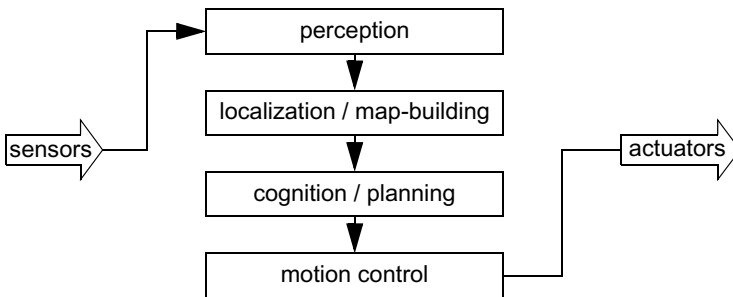 perception
localization / map-building
sensors
actuators
cognition / planning
motion control